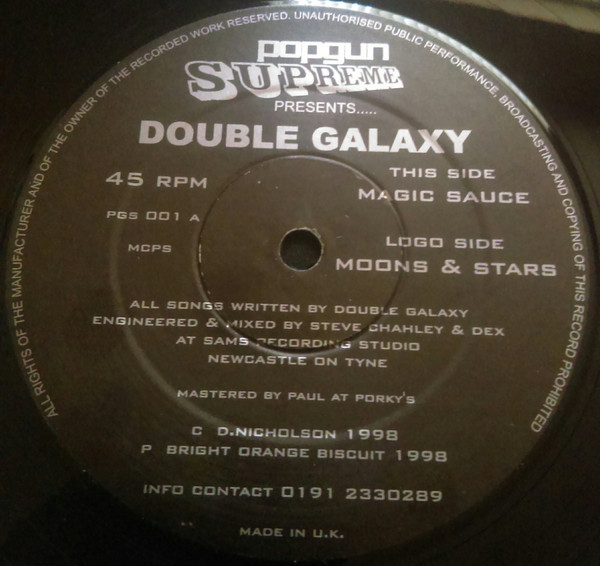 ALL RIGHTS OF THE MANUFACTURER AND OF THE OWNER OF THE RECORDED WORK RESERVED. UNAUTHORISED PUBLIC PERFORMANCE, BROADCASTING AND COPYING OF THIS RECORD PROHIBITED
popgun
SUPREME
PRESENTS.....
DOUBLE GALAXY
45 RPM
PGS 001 A
MCPS
THIS SIDE
MAGIC SAUCE
LOGO SIDE
MOONS & STARS
ALL SONGS WRITTEN BY DOUBLE GALAXY
ENGINEERED & MIXED BY STEVE CHAHLEY & DEX
AT SAMS RECORDING STUDIO
NEWCASTLE ON TYNE
MASTERED BY PAUL AT PORKY'S
C D.NICHOLSON 1998
P BRIGHT ORANGE BISCUIT 1998
INFO CONTACT 0191 2330289
MADE IN U.K.